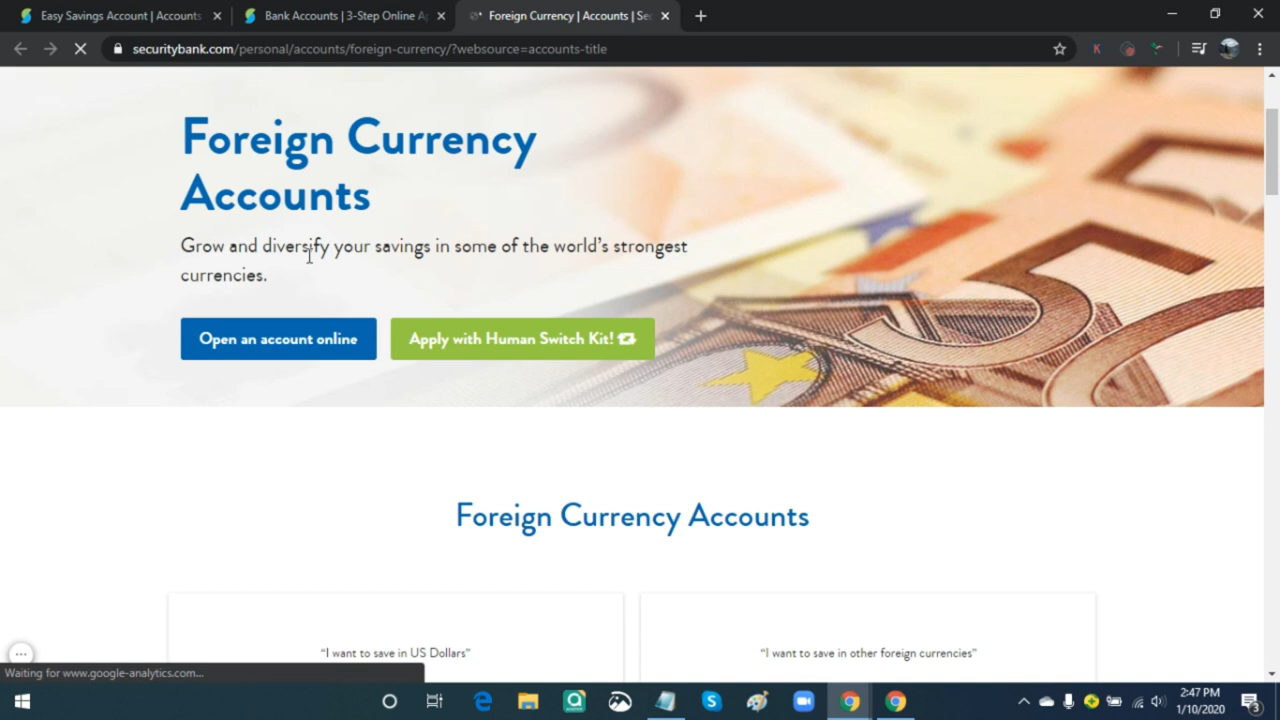 Easy Savings Account | Accounts
Bank Accounts | 3-Step Online A
Foreign Currency | Accounts | Sec
securitybank.com/personal/accounts/foreign-currency/?websource=accounts-title
K
Foreign Currency
Accounts
Grow and diversify your savings in some of the world's strongest
currencies.
Open an account online
Apply with Human Switch Kit!
Foreign Currency Accounts
"I want to save in US Dollars"
"I want to save in other foreign currencies"
Waiting for www.google-analytics.com...
2:47 PM
1/10/2020
3